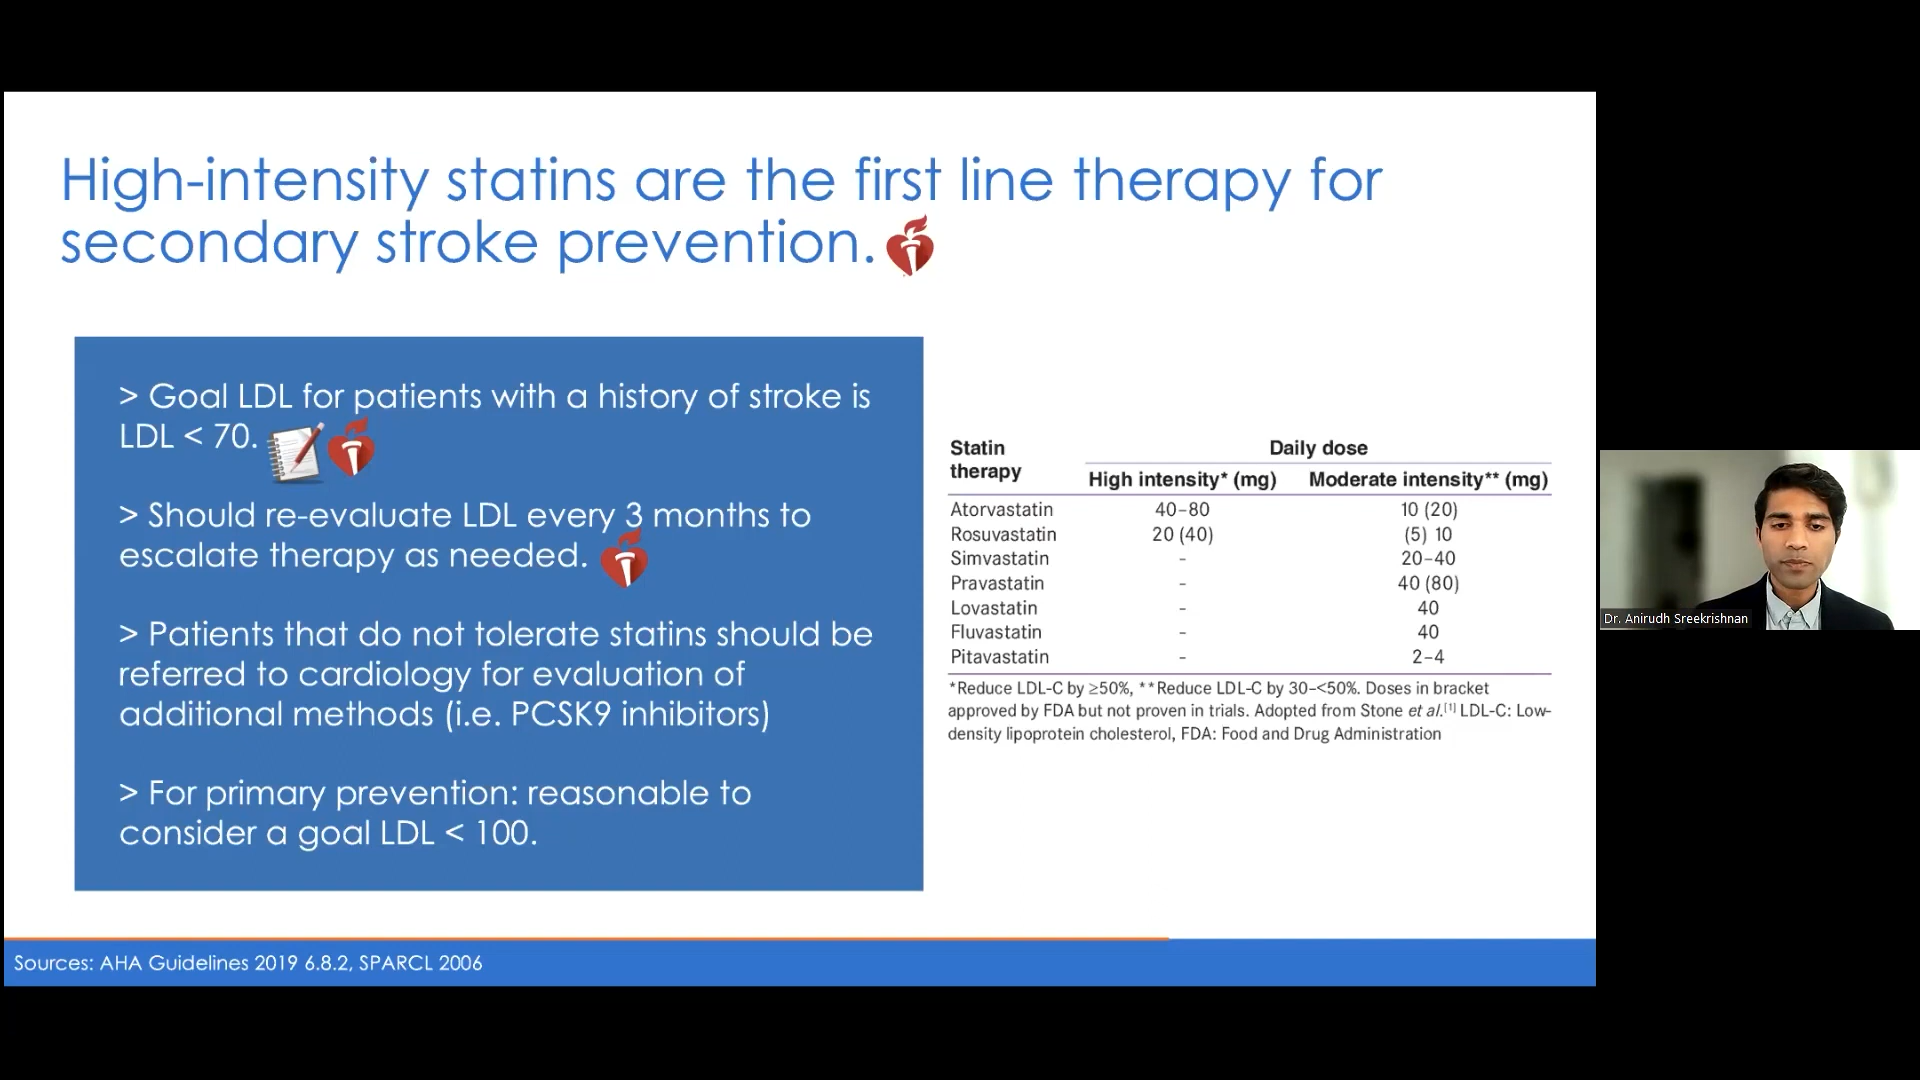 High-intensity statins are the first line therapy for
secondary stroke prevention.
> Goal LDL for patients with a history of stroke is
LDL < 70.
> Should re-evaluate LDL every 3 months to
escalate therapy as needed.
> Patients that do not tolerate statins should be
referred to cardiology for evaluation of
additional methods (i.e. PCSK9 inhibitors)
> For primary prevention: reasonable to
consider a goal LDL < 100.
Statin therapy Daily dose
High intensity* (mg) Moderate intensity** (mg)
Atorvastatin 40–80 10 (20)
Rosuvastatin 20 (40) (5) 10
Simvastatin - 20–40
Pravastatin - 40 (80)
Lovastatin - 40
Fluvastatin - 40
Pitavastatin - 2–4
*Reduce LDL-C by ≥50%, **Reduce LDL-C by 30–<50%. Doses in bracket
approved by FDA but not proven in trials. Adopted from Stone et al.[1] LDL-C: Low-
density lipoprotein cholesterol, FDA: Food and Drug Administration
Sources: AHA Guidelines 2019 6.8.2, SPARCL 2006
Dr. Anirudh Sreekrishnan